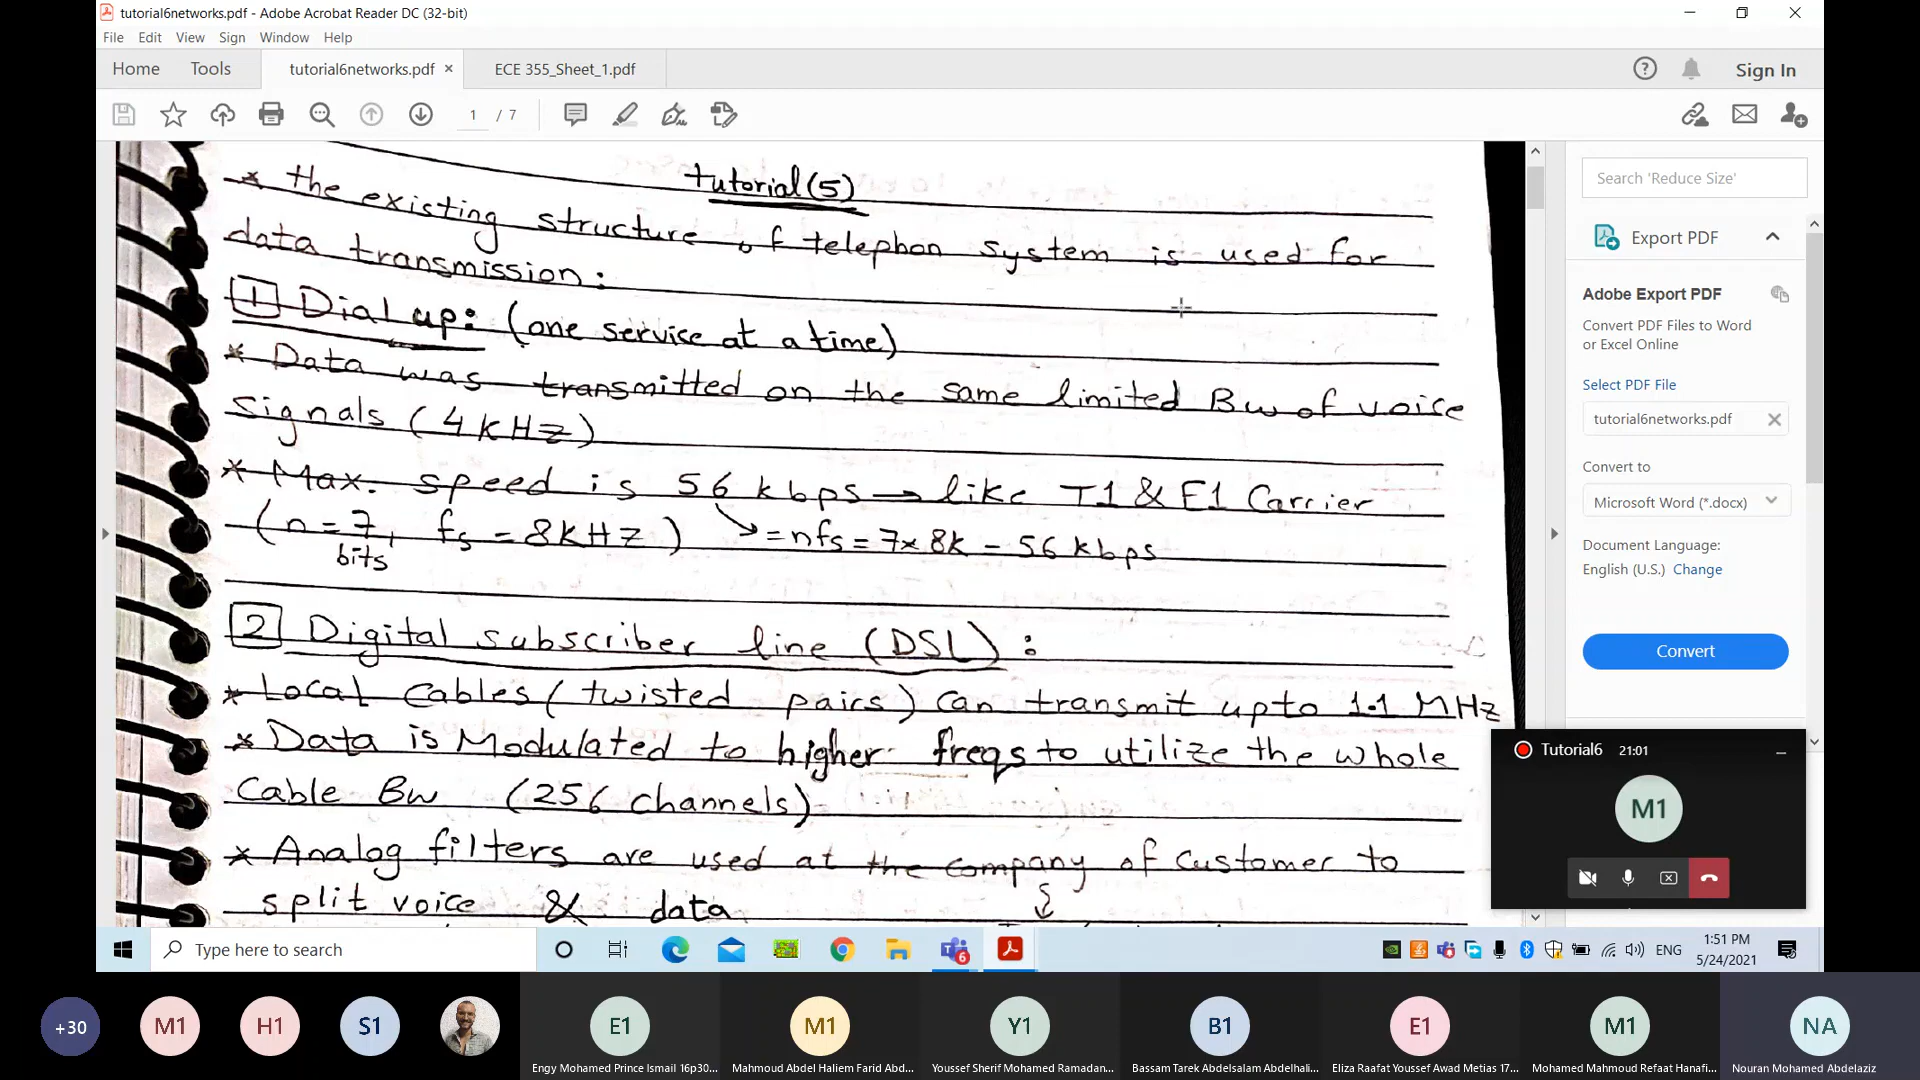 tutorial6networks.pdf - Adobe Acrobat Reader DC (32-bit)
File Edit View Sign Window Help
Home Tools tutorial6networks.pdf × ECE 355_Sheet_1.pdf Sign In
1 / 7
tutorial(5)
* the existing structure of telephon system is used for
data transmission:
1 Dial up: (one service at a time)
* Data was transmitted on the same limited Bw of voice
signals (4 kHz)
* Max. speed is 56 kbps → like T1 & E1 Carrier
(n = 7, fs = 8KHZ) = nfs = 7x 8k = 56 kbps
bits
2 Digital subscriber line (DSL):
* Local Cables (twisted pairs) can transmit upto 1.1 MHz
* Data is Modulated to higher freqs to utilize the whole
Cable Bw (256 channels)
* Analog filters are used at the company of customer to
split voice & data
Search 'Reduce Size'
Export PDF
Adobe Export PDF
Convert PDF Files to Word
or Excel Online
Select PDF File
tutorial6networks.pdf
Convert to
Microsoft Word (*.docx)
Document Language:
English (U.S.) Change
Convert
Tutorial6 21:01
M1
Type here to search
6
ENG
1:51 PM
5/24/2021
+30 M1 H1 S1 E1 M1 Y1 B1 E1 M1 NA
Engy Mohamed Prince Ismail 16p30... Mahmoud Abdel Haliem Farid Abd... Youssef Sherif Mohamed Ramadan... Bassam Tarek Abdelsalam Abdelhali... Eliza Raafat Youssef Awad Metias 17... Mohamed Mahmoud Refaat Hanafi... Nouran Mohamed Abdelaziz